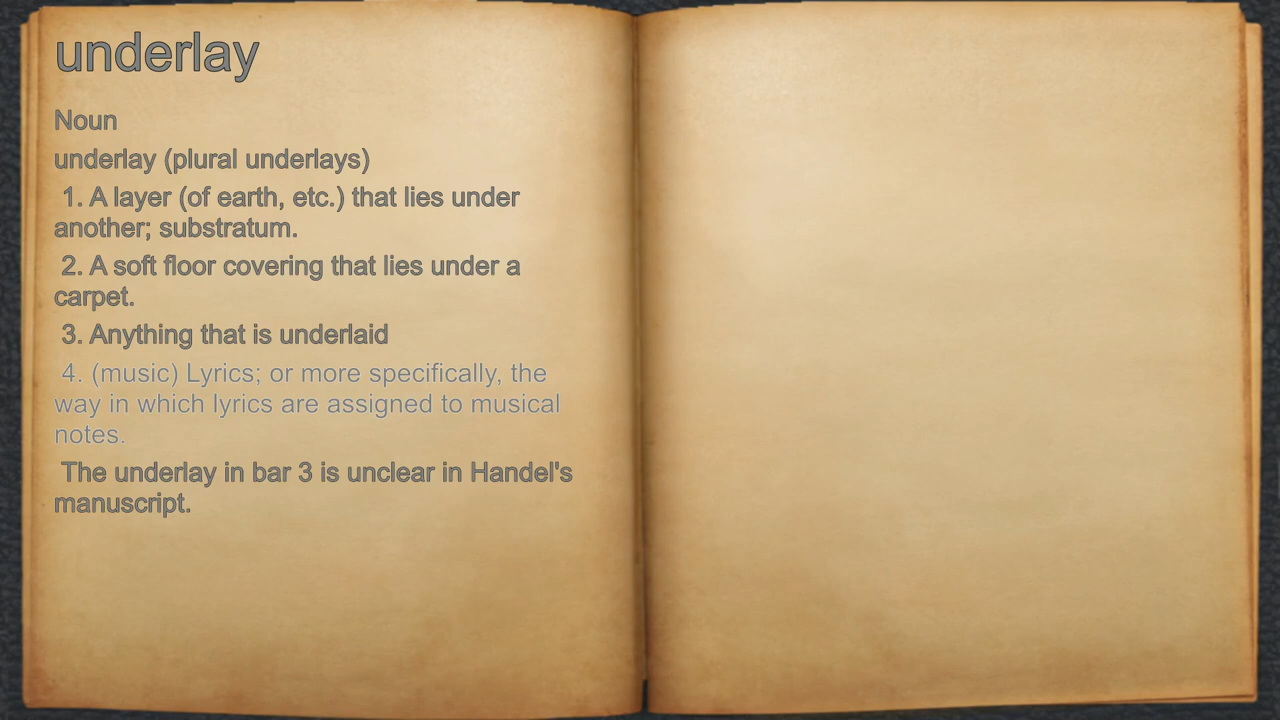 underlay
Noun
underlay (plural underlays)
1. A layer (of earth, etc.) that lies under
another; substratum.
2. A soft floor covering that lies under a
carpet.
3. Anything that is underlaid
4. (music) Lyrics; or more specifically, the
way in which lyrics are assigned to musical
notes.
The underlay in bar 3 is unclear in Handel's
manuscript.